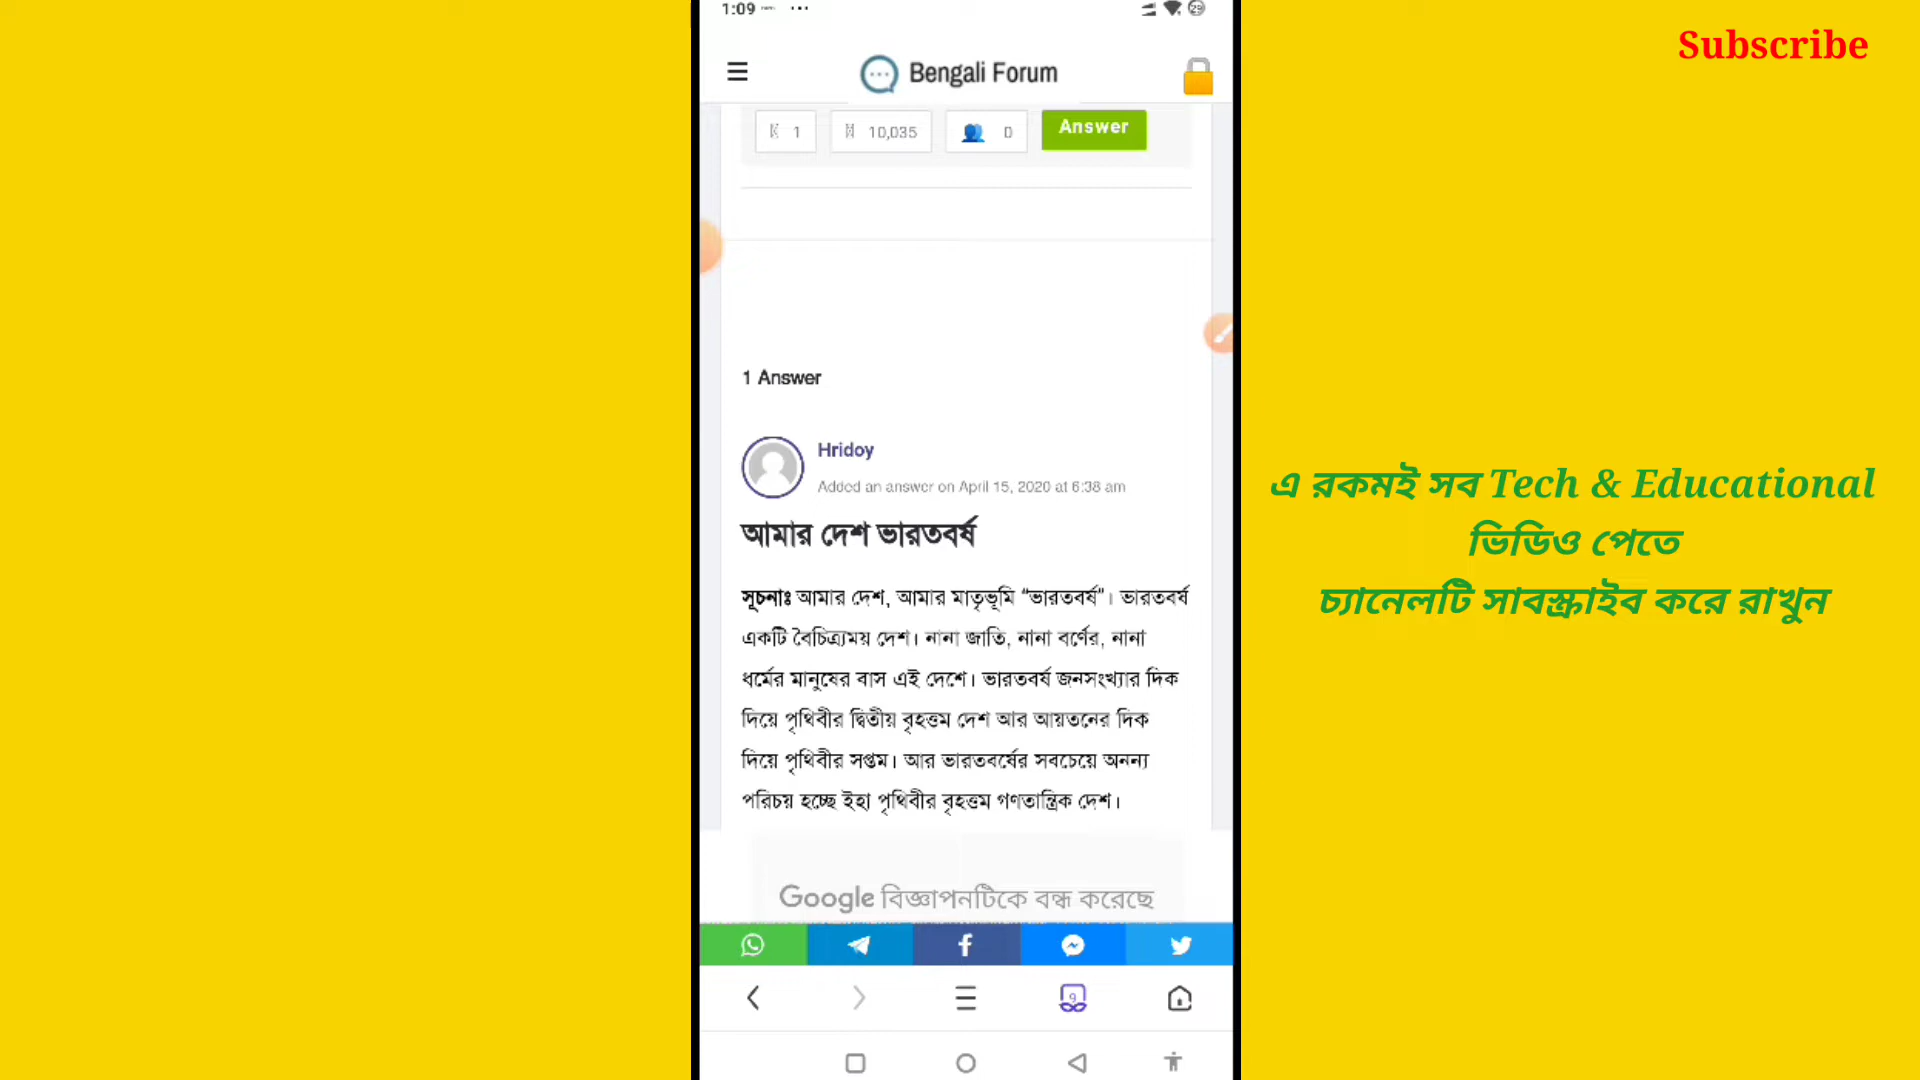 1:09
Subscribe
Bengali Forum
1
10,035
0
Answer
1 Answer
Hridoy
Added an answer on April 15, 2020 at 6:38 am
আমার দেশ ভারতবর্ষ
সূচনাঃ আমার দেশ, আমার মাতৃভূমি “ভারতবর্ষ”। ভারতবর্ষ
একটি বৈচিত্র্যময় দেশ। নানা জাতি, নানা বর্ণের, নানা
ধর্মের মানুষের বাস এই দেশে। ভারতবর্ষ জনসংখ্যার দিক
দিয়ে পৃথিবীর দ্বিতীয় বৃহত্তম দেশ আর আয়তনের দিক
দিয়ে পৃথিবীর সপ্তম। আর ভারতবর্ষের সবচেয়ে অনন্য
পরিচয় হচ্ছে ইহা পৃথিবীর বৃহত্তম গণতান্ত্রিক দেশ।
Google বিজ্ঞাপনটিকে বন্ধ করেছে
9
এ রকমই সব Tech & Educational
ভিডিও পেতে
চ্যানেলটি সাবস্ক্রাইব করে রাখুন